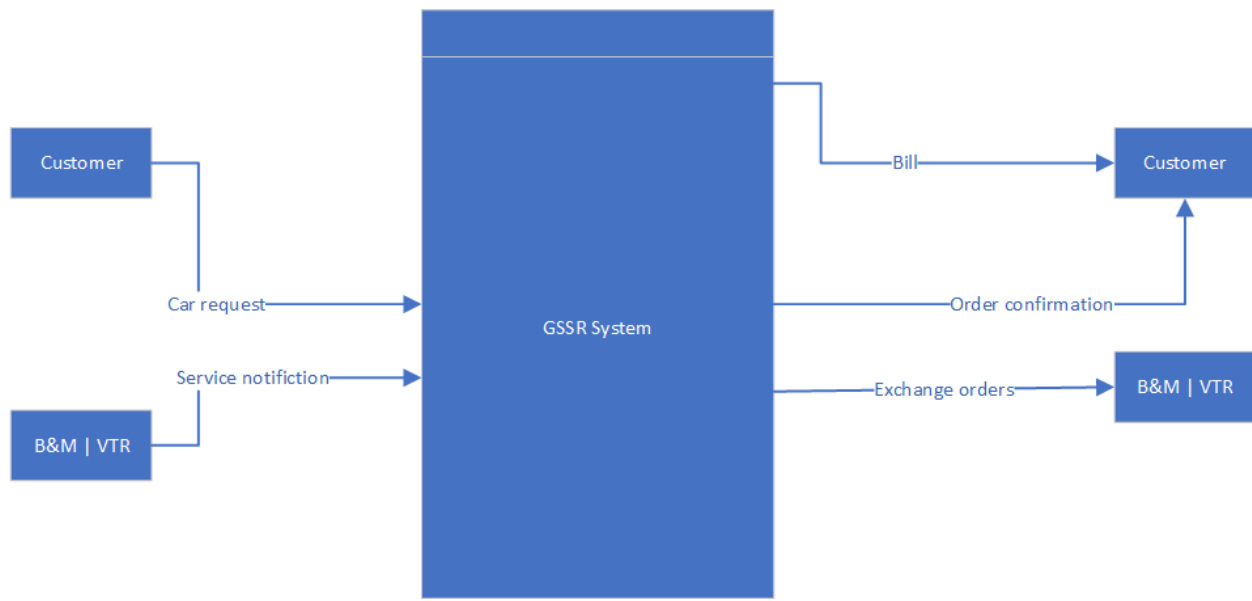 Customer
Bill
Customer
Car request
Order confirmation
GSSR System
Service notifiction
Exchange orders
B&M | VTR
B&M | VTR